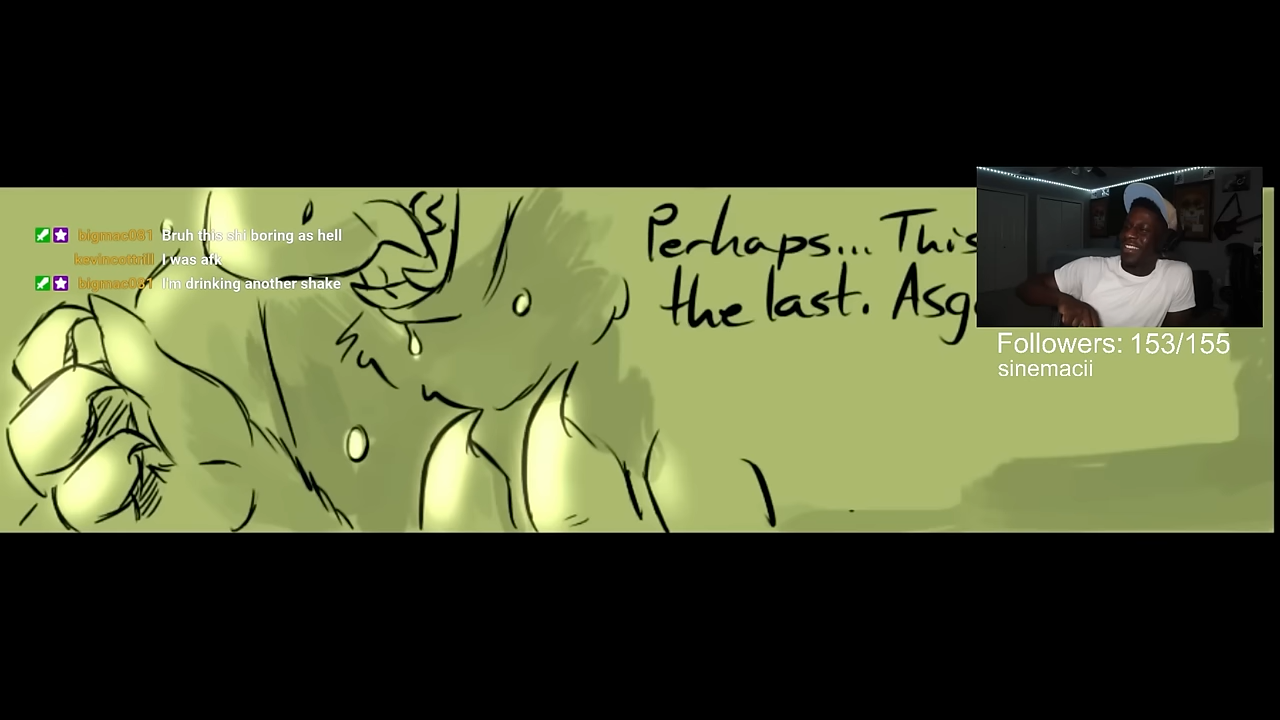 bigmac081 Bruh this shi boring as hell
kevincottrill I was afk
bigmac081 I'm drinking another shake
Perhaps... This
the last. Asg
Followers: 153/155
sinemacii